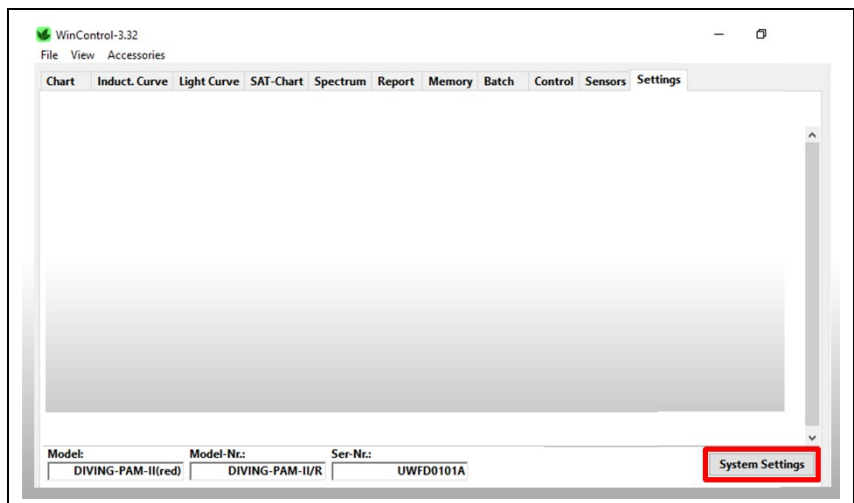 WinControl-3.32
File View Accessories
Chart Induct. Curve Light Curve SAT-Chart Spectrum Report Memory Batch Control Sensors Settings
Model: Model-Nr.: Ser-Nr.:
DIVING-PAM-II(red) DIVING-PAM-II/R UWFD0101A System Settings